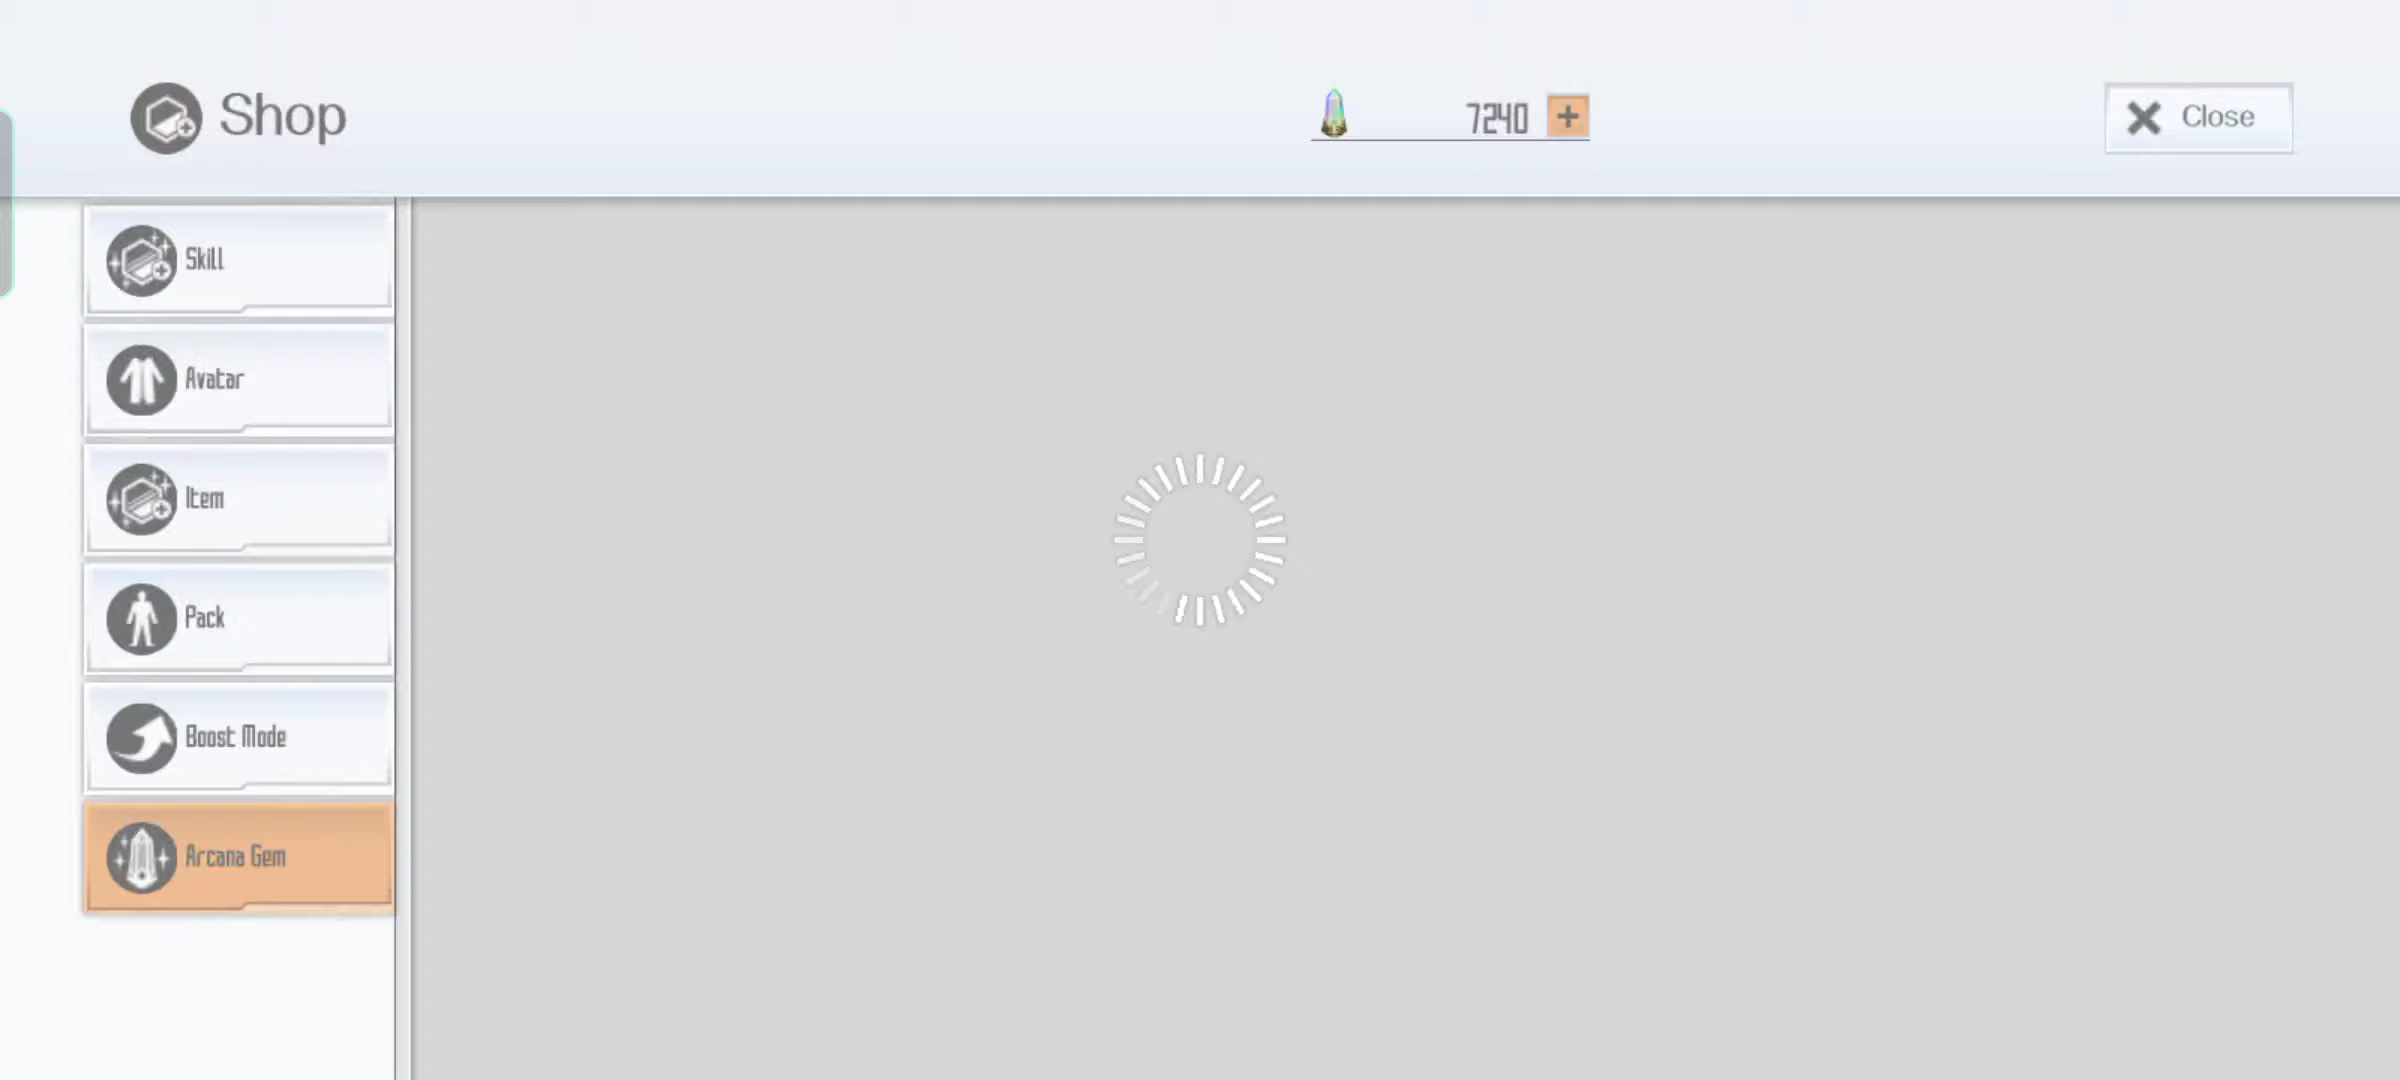 Shop
7240
Close
Skill
Avatar
Item
Pack
Boost Mode
Arcana Gem